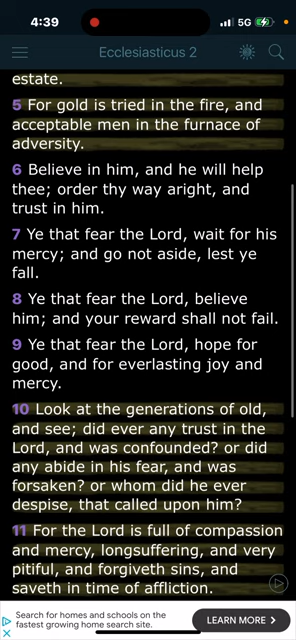 4:39
5G
Ecclesiasticus 2
estate.
5 For gold is tried in the fire, and
acceptable men in the furnace of
adversity.
6 Believe in him, and he will help
thee; order thy way aright, and
trust in him.
7 Ye that fear the Lord, wait for his
mercy; and go not aside, lest ye
fall.
8 Ye that fear the Lord, believe
him; and your reward shall not fail.
9 Ye that fear the Lord, hope for
good, and for everlasting joy and
mercy.
10 Look at the generations of old,
and see; did ever any trust in the
Lord, and was confounded? or did
any abide in his fear, and was
forsaken? or whom did he ever
despise, that called upon him?
11 For the Lord is full of compassion
and mercy, longsuffering, and very
pitiful, and forgiveth sins, and
saveth in time of affliction.
Search for homes and schools on the
fastest growing home search site.
LEARN MORE >